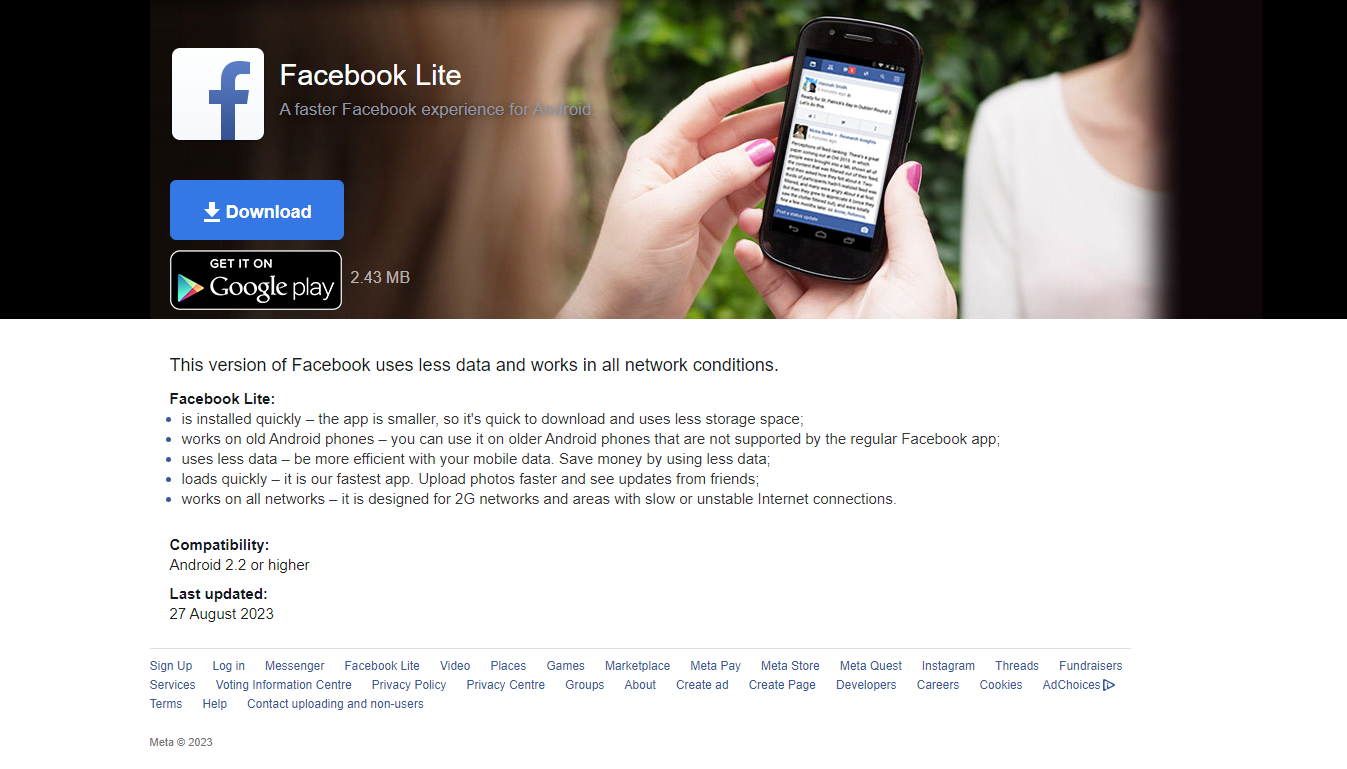 Facebook Lite
A faster Facebook experience for Android.
Download
GET IT ON
Google play
2.43 MB
This version of Facebook uses less data and works in all network conditions.
Facebook Lite:
is installed quickly – the app is smaller, so it's quick to download and uses less storage space;
works on old Android phones – you can use it on older Android phones that are not supported by the regular Facebook app;
uses less data – be more efficient with your mobile data. Save money by using less data;
loads quickly – it is our fastest app. Upload photos faster and see updates from friends;
works on all networks – it is designed for 2G networks and areas with slow or unstable Internet connections.
Compatibility:
Android 2.2 or higher
Last updated:
27 August 2023
Sign Up Log in Messenger Facebook Lite Video Places Games Marketplace Meta Pay Meta Store Meta Quest Instagram Threads Fundraisers
Services Voting Information Centre Privacy Policy Privacy Centre Groups About Create ad Create Page Developers Careers Cookies AdChoices
Terms Help Contact uploading and non-users
Meta © 2023